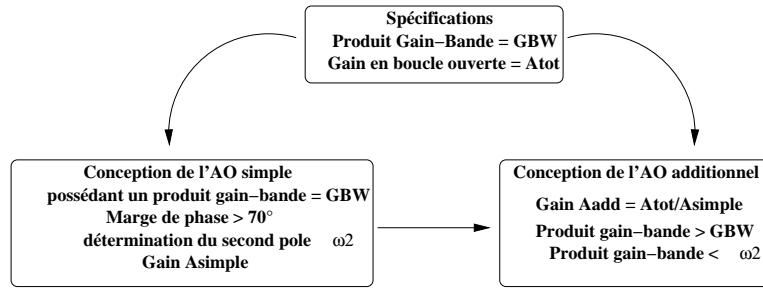 Spécifications
Produit Gain−Bande = GBW
Gain en boucle ouverte = Atot
Conception de l'AO simple
possédant un produit gain−bande = GBW
Marge de phase > 70°
détermination du second pole ω2
Gain Asimple
Conception de l'AO additionnel
Gain Aadd = Atot/Asimple
Produit gain−bande > GBW
Produit gain−bande < ω2